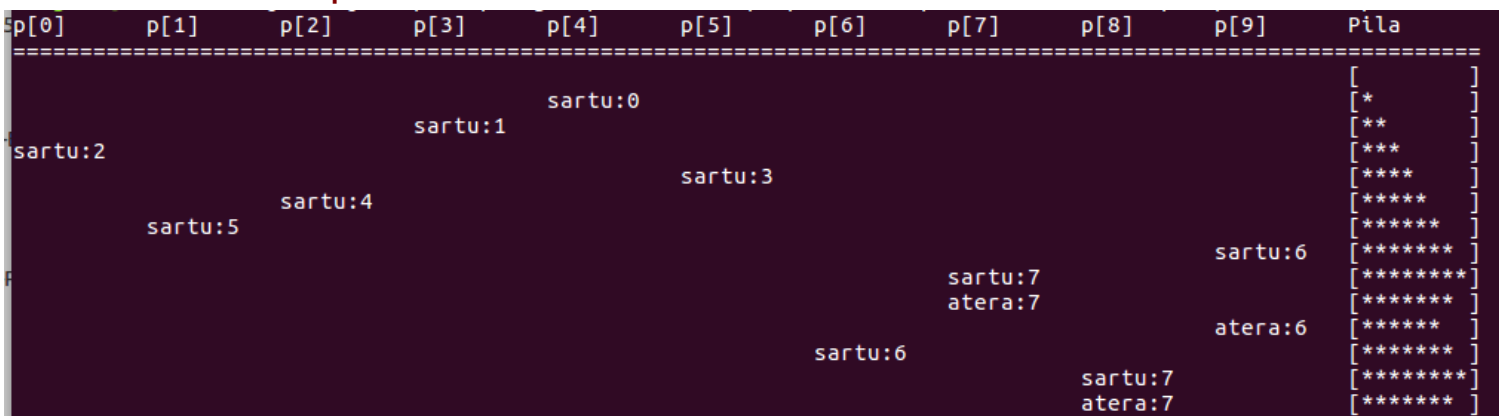 p[0] p[1] p[2] p[3] p[4] p[5] p[6] p[7] p[8] p[9] Pila
==============================================================================================================
[        ]
sartu:0 [*       ]
sartu:1 [**      ]
sartu:2 [***     ]
sartu:3 [****    ]
sartu:4 [*****   ]
sartu:5 [******  ]
sartu:6 [******* ]
sartu:7 [********]
atera:7 [******* ]
atera:6 [******  ]
sartu:6 [******* ]
sartu:7 [********]
atera:7 [******* ]